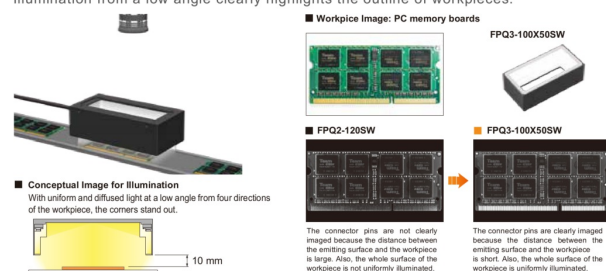 illumination from a low angle clearly highlights the outline of workpieces.
■ Workpice Image: PC memory boards
FPQ3-100X50SW
■ FPQ2-120SW
■ FPQ3-100X50SW
■ Conceptual Image for Illumination
With uniform and diffused light at a low angle from four directions
of the workpiece, the corners stand out.
10 mm
The connector pins are not clearly
imaged because the distance between
the emitting surface and the workpiece
is large. Also, the whole surface of the
workpiece is not uniformly illuminated.
The connector pins are clearly imaged
because the distance between the
emitting surface and the workpiece
is short. Also, the whole surface of the
workpiece is uniformly illuminated.